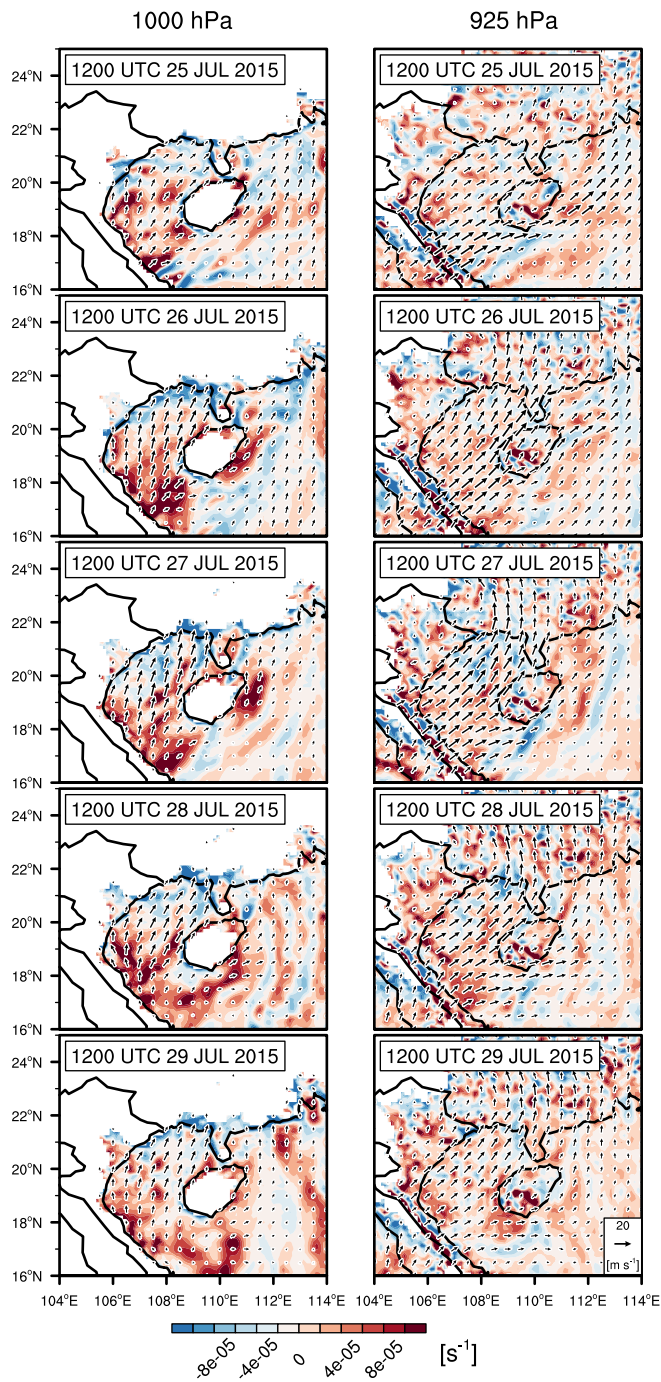 1000 hPa 925 hPa
24°N 1200 UTC 25 JUL 2015 1200 UTC 25 JUL 2015
22°N
20°N
18°N
16°N
24°N 1200 UTC 26 JUL 2015 1200 UTC 26 JUL 2015
22°N
20°N
18°N
16°N
24°N 1200 UTC 27 JUL 2015 1200 UTC 27 JUL 2015
22°N
20°N
18°N
16°N
24°N 1200 UTC 28 JUL 2015 1200 UTC 28 JUL 2015
22°N
20°N
18°N
16°N
24°N 1200 UTC 29 JUL 2015 1200 UTC 29 JUL 2015
22°N
20°N
18°N
20
[m s⁻¹]
16°N
104°E 106°E 108°E 110°E 112°E 114°E 104°E 106°E 108°E 110°E 112°E 114°E
-8e-05 -4e-05 0 4e-05 8e-05 [s⁻¹]